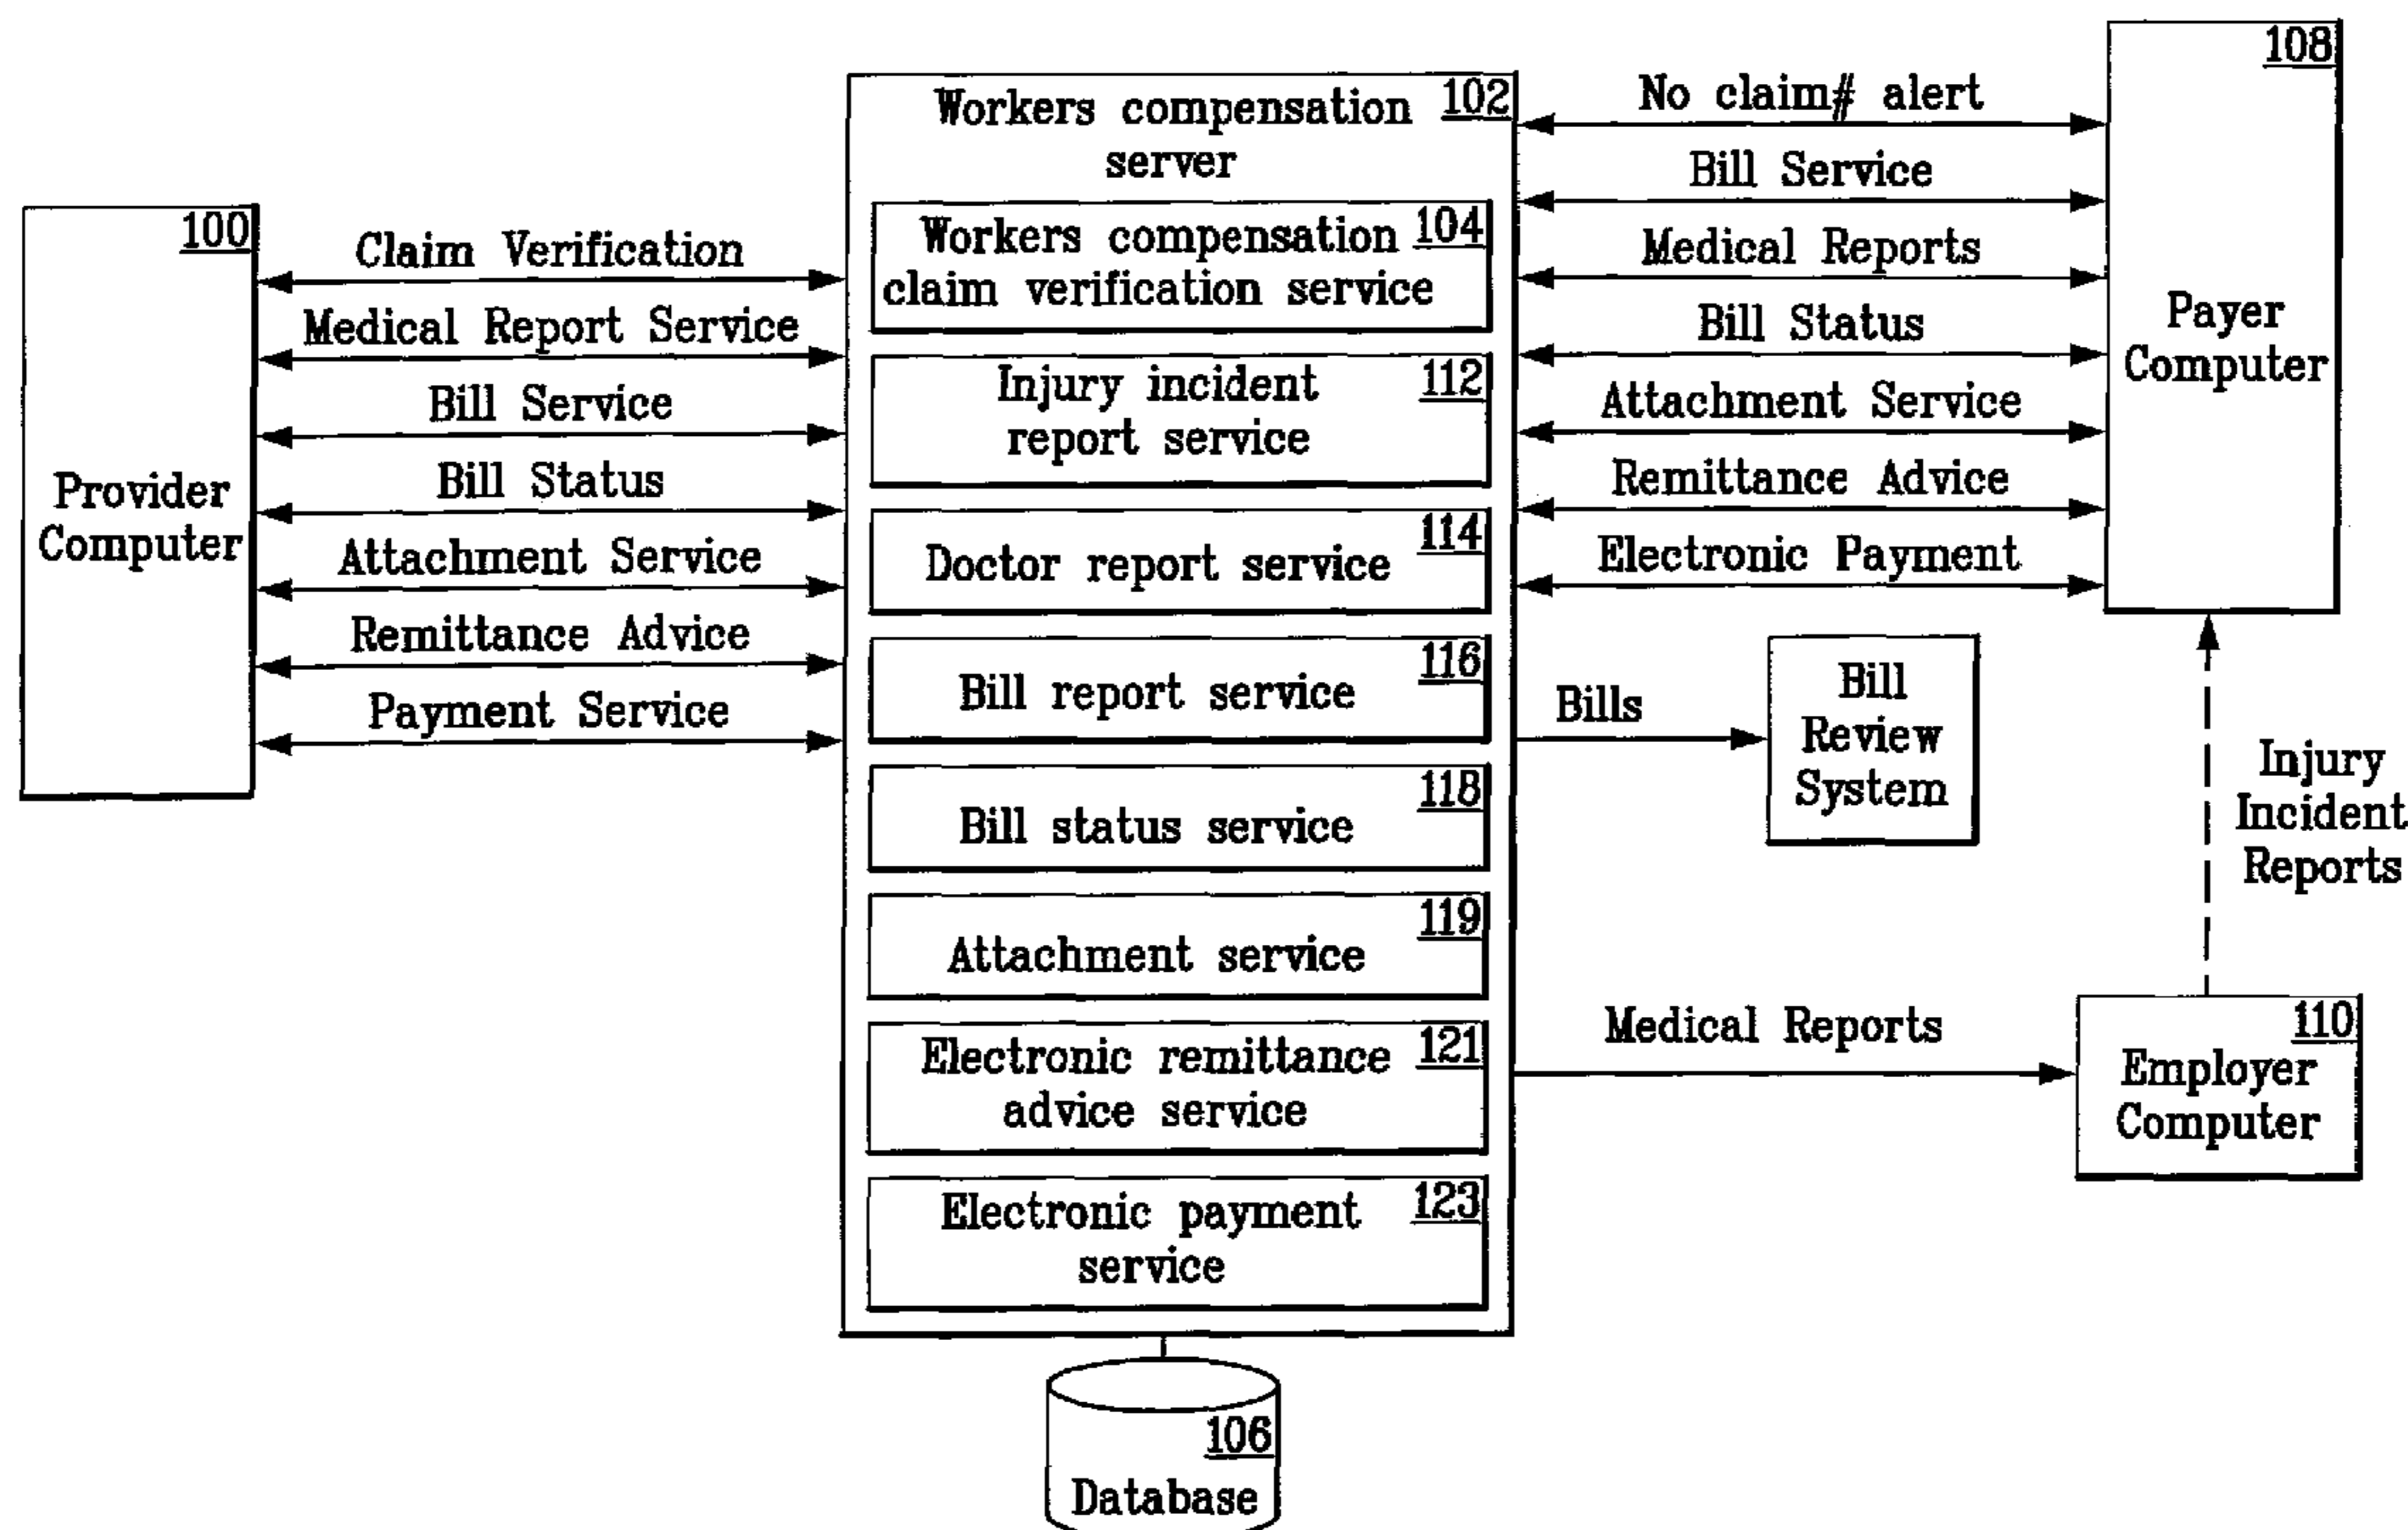 100
Provider
Computer
Claim Verification
Medical Report Service
Bill Service
Bill Status
Attachment Service
Remittance Advice
Payment Service
Workers compensation 102
server
Workers compensation 104
claim verification service
Injury incident 112
report service
114
Doctor report service
116
Bill report service
118
Bill status service
119
Attachment service
Electronic remittance 121
advice service
Electronic payment 123
service
106
Database
No claim# alert
Bill Service
Medical Reports
Bill Status
Attachment Service
Remittance Advice
Electronic Payment
108
Payer
Computer
Bills
Bill
Review
System
Injury
Incident
Reports
Medical Reports
110
Employer
Computer